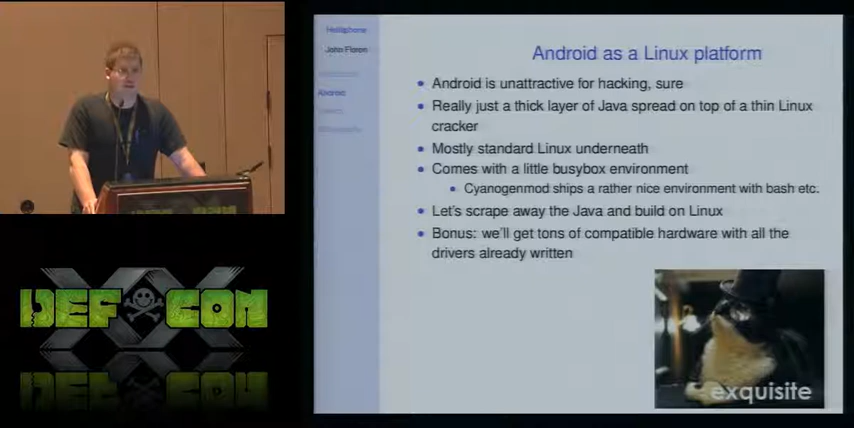 Hellaphone
John Floren
Android
Android as a Linux platform
Android is unattractive for hacking, sure
Really just a thick layer of Java spread on top of a thin Linux
cracker
Mostly standard Linux underneath
Comes with a little busybox environment
Cyanogenmod ships a rather nice environment with bash etc.
Let's scrape away the Java and build on Linux
Bonus: we'll get tons of compatible hardware with all the
drivers already written
exquisite
DEF CON
XX